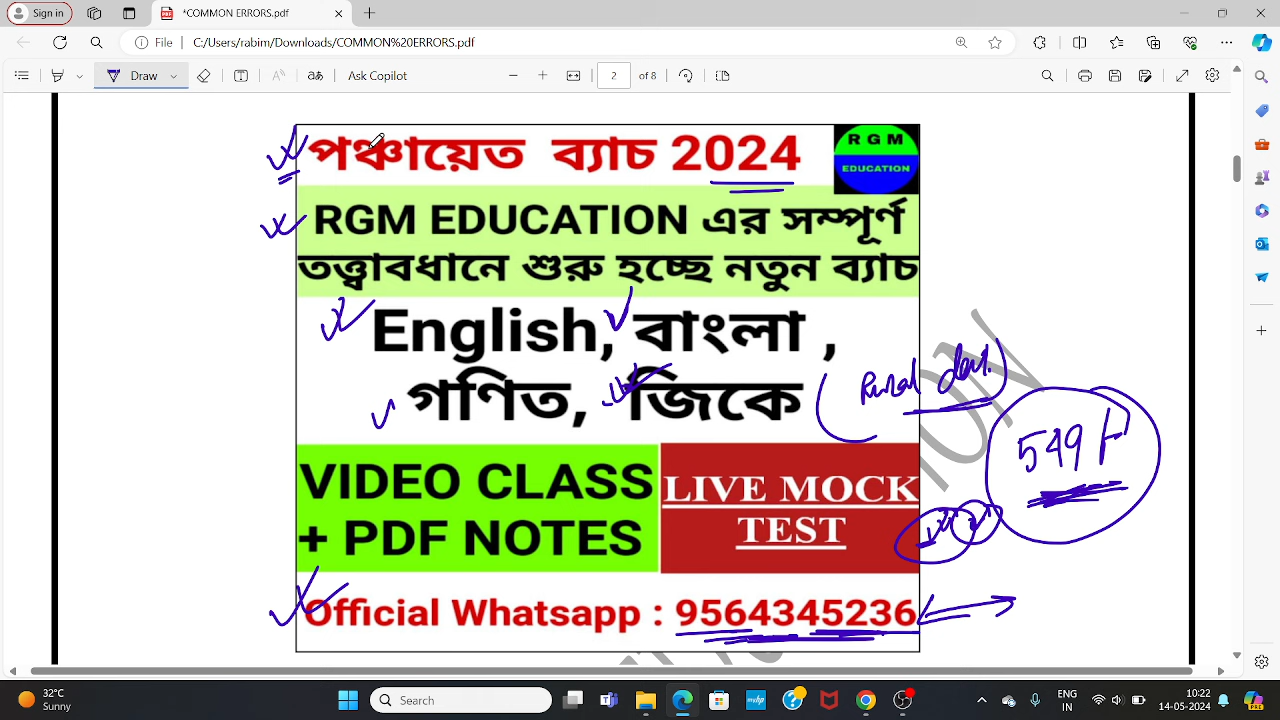 Sign in
*COMMON ERRORS.pdf
File
C:/Users/rabim/Downloads/COMMON%20ERRORS.pdf
Draw
Ask Copilot
2 of 8
পঞ্চায়েত ব্যাচ 2024
R G M
EDUCATION
RGM EDUCATION এর সম্পূর্ণ
তত্ত্বাবধানে শুরু হচ্ছে নতুন ব্যাচ
English, বাংলা ,
গণিত, জিকে
(Rural dev.)
549
VIDEO CLASS
+ PDF NOTES
LIVE MOCK
TEST
Official Whatsapp : 9564345236
32°C
Sunny
Search
ENG
IN
10:22
14-05-2024